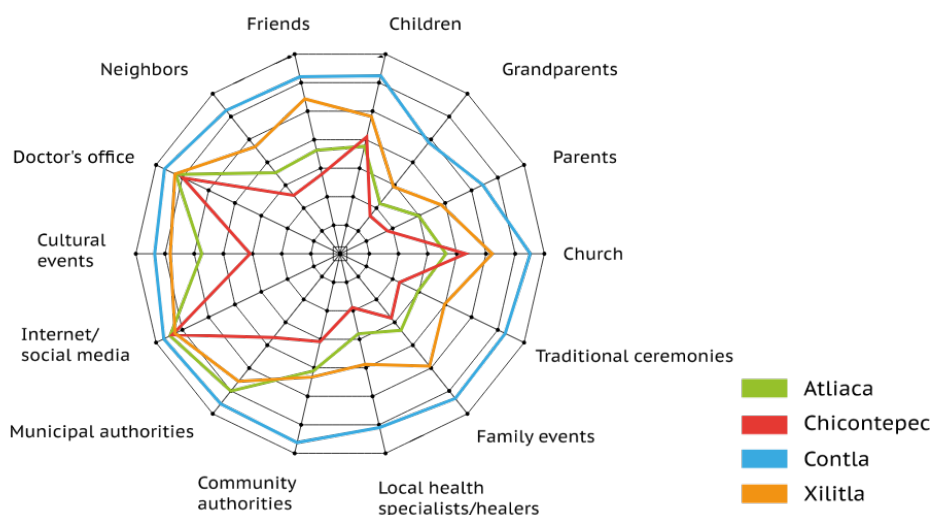 Friends
Children
Neighbors
Grandparents
Doctor's office
Parents
Cultural
events
Church
Internet/
social media
Traditional ceremonies
Municipal authorities
Family events
Community
authorities
Local health
specialists/healers
Atliaca
Chicontepec
Contla
Xilitla